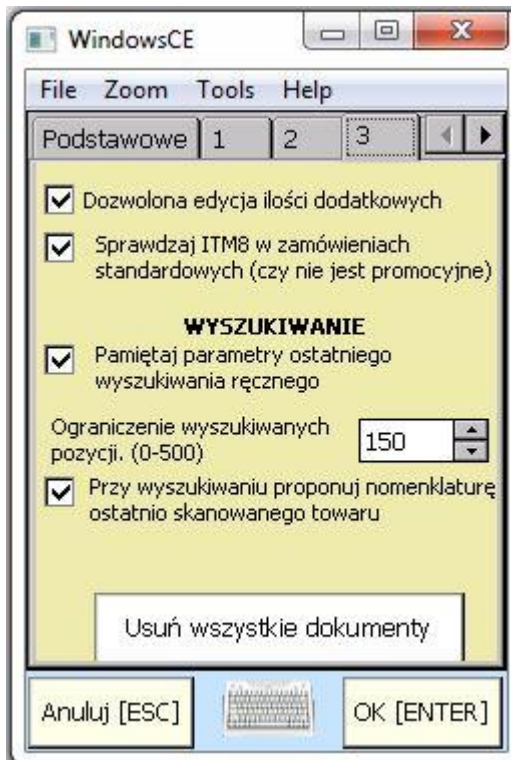 WindowsCE
File Zoom Tools Help
Podstawowe 1 2 3
Dozwolona edycja ilości dodatkowych
Sprawdzaj ITM8 w zamówieniach
standardowych (czy nie jest promocyjne)
WYSZUKIWANIE
Pamiętaj parametry ostatniego
wyszukiwania ręcznego
Ograniczenie wyszukiwanych
pozycji. (0-500)
150
Przy wyszukiwaniu proponuj nomenklaturę
ostatnio skanowanego towaru
Usuń wszystkie dokumenty
Anuluj [ESC] OK [ENTER]